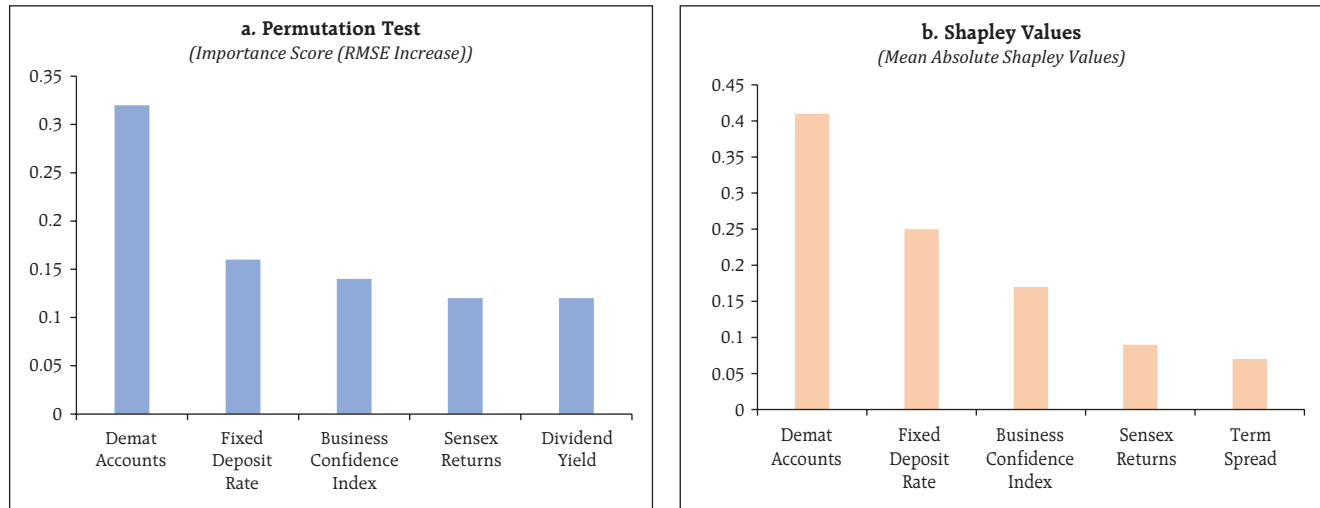 a. Permutation Test
(Importance Score (RMSE Increase))
0.35
0.3
0.25
0.2
0.15
0.1
0.05
0
Demat Accounts
Fixed Deposit Rate
Business Confidence Index
Sensex Returns
Dividend Yield
b. Shapley Values
(Mean Absolute Shapley Values)
0.45
0.4
0.35
0.3
0.25
0.2
0.15
0.1
0.05
0
Demat Accounts
Fixed Deposit Rate
Business Confidence Index
Sensex Returns
Term Spread